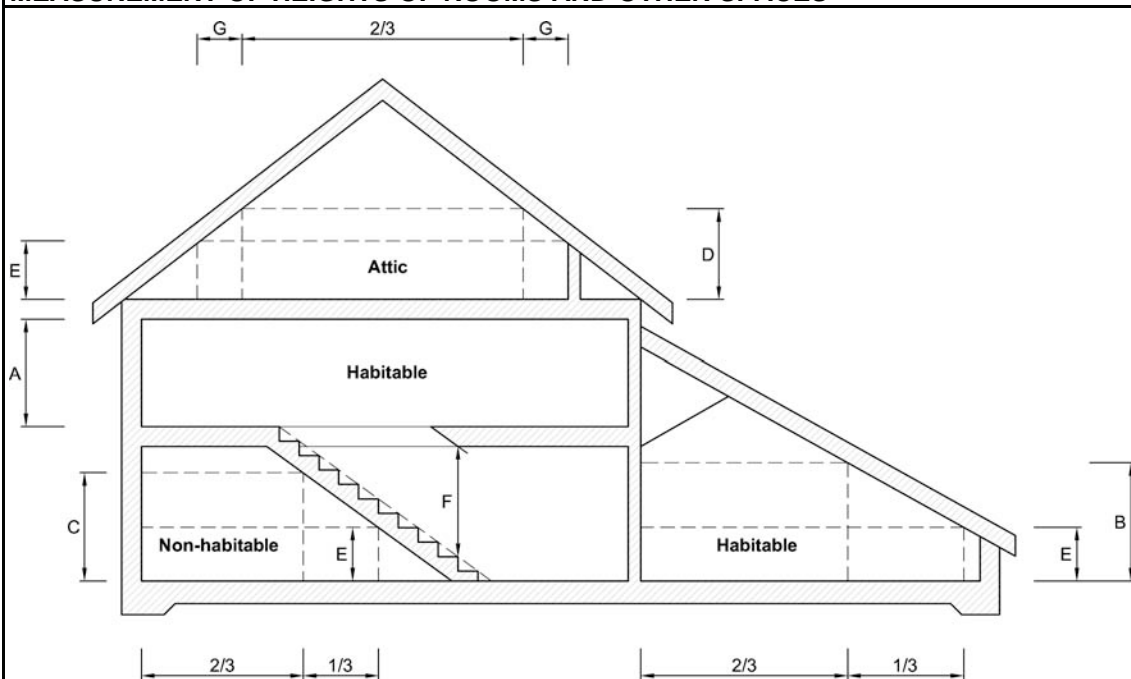 MEASUREMENT OF HEIGHTS OF ROOMS AND OTHER SPACES
G 2/3 G
E Attic D
A Habitable
C F B
Non-habitable E Habitable E
2/3 1/3 2/3 1/3